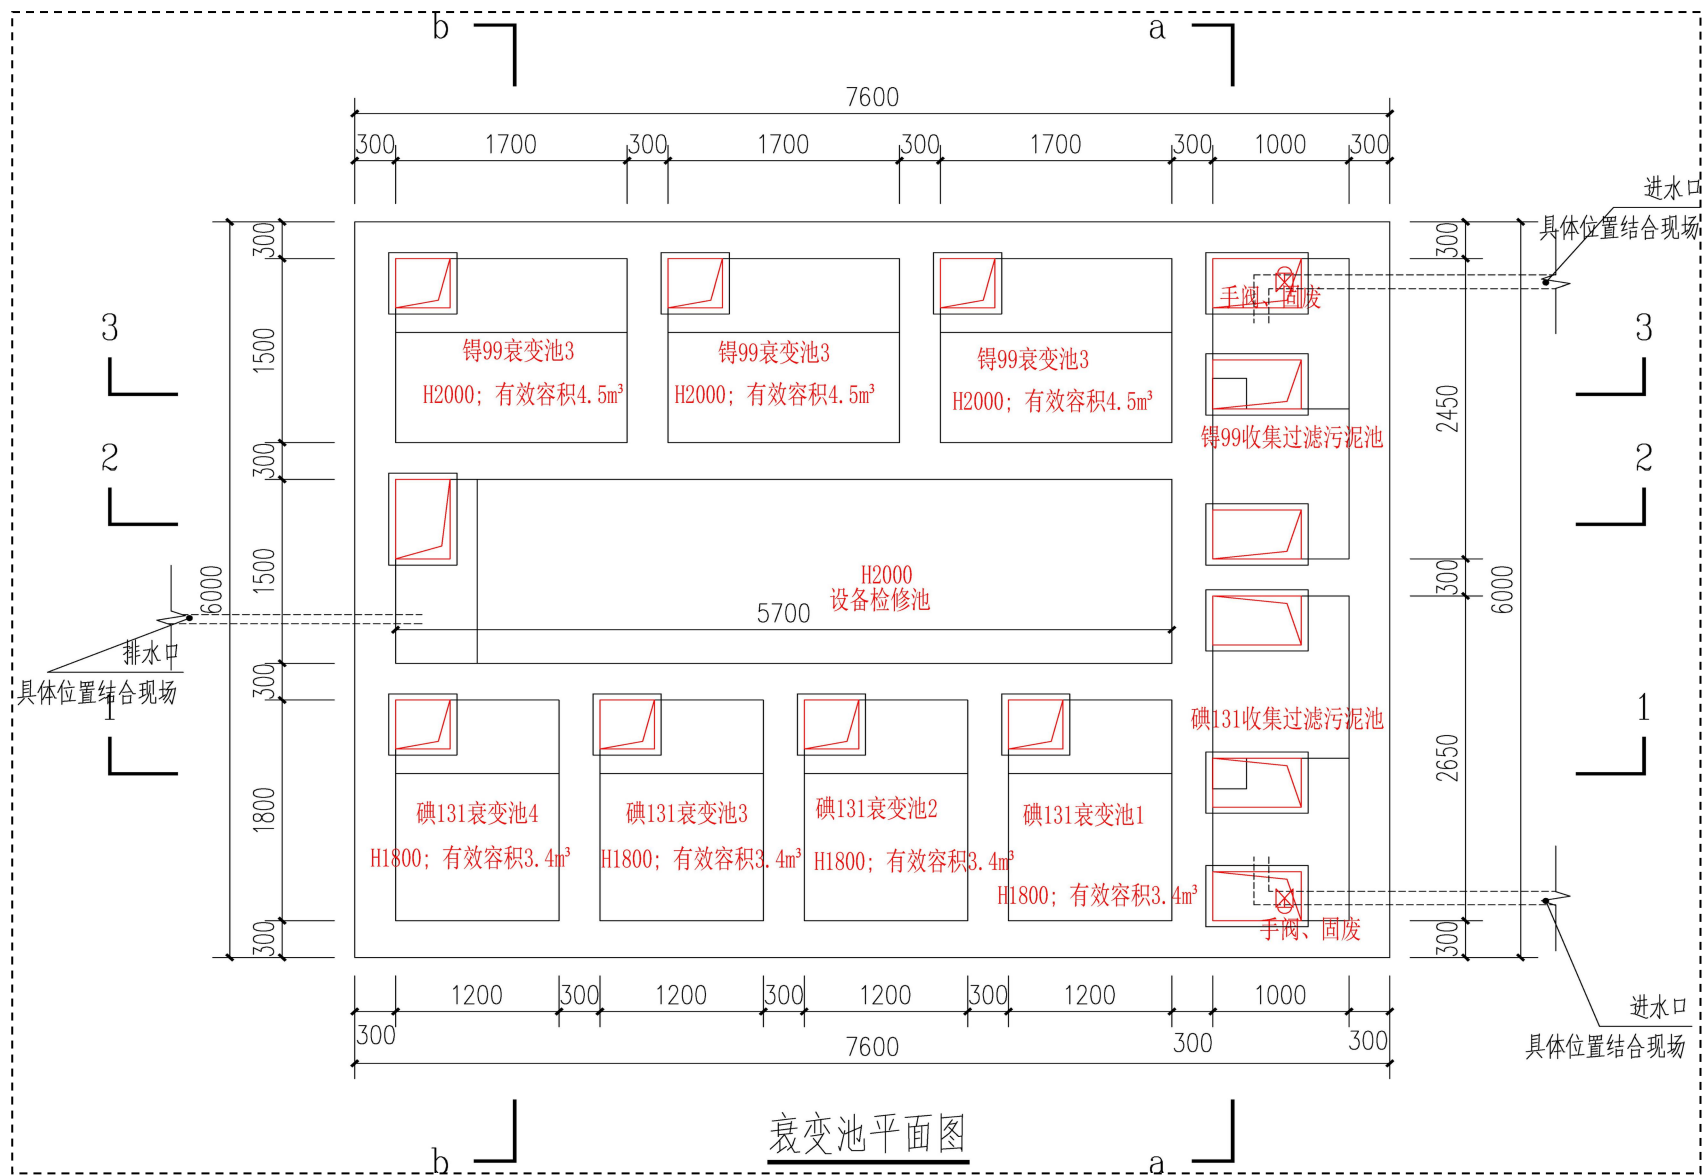 b
a
7600
300
1700
300
1700
300
1700
300
1000
300
进水口
具体位置结合现场
300
300
手阀、固废
3
3
1500
锝99衰变池3
锝99衰变池3
锝99衰变池3
H2000; 有效容积4.5m³
H2000; 有效容积4.5m³
H2000; 有效容积4.5m³
2450
锝99收集过滤污泥池
2
2
300
6000
1500
H2000
设备检修池
5700
300
6000
排水口
具体位置结合现场
300
1
1
碘131收集过滤污泥池
2650
1800
碘131衰变池4
碘131衰变池3
碘131衰变池2
碘131衰变池1
H1800; 有效容积3.4m³
H1800; 有效容积3.4m³
H1800; 有效容积3.4m³
H1800; 有效容积3.4m³
手阀、固废
300
300
1200
300
1200
300
1200
300
1200
1000
进水口
具体位置结合现场
300
7600
300
300
衰变池平面图
b
a